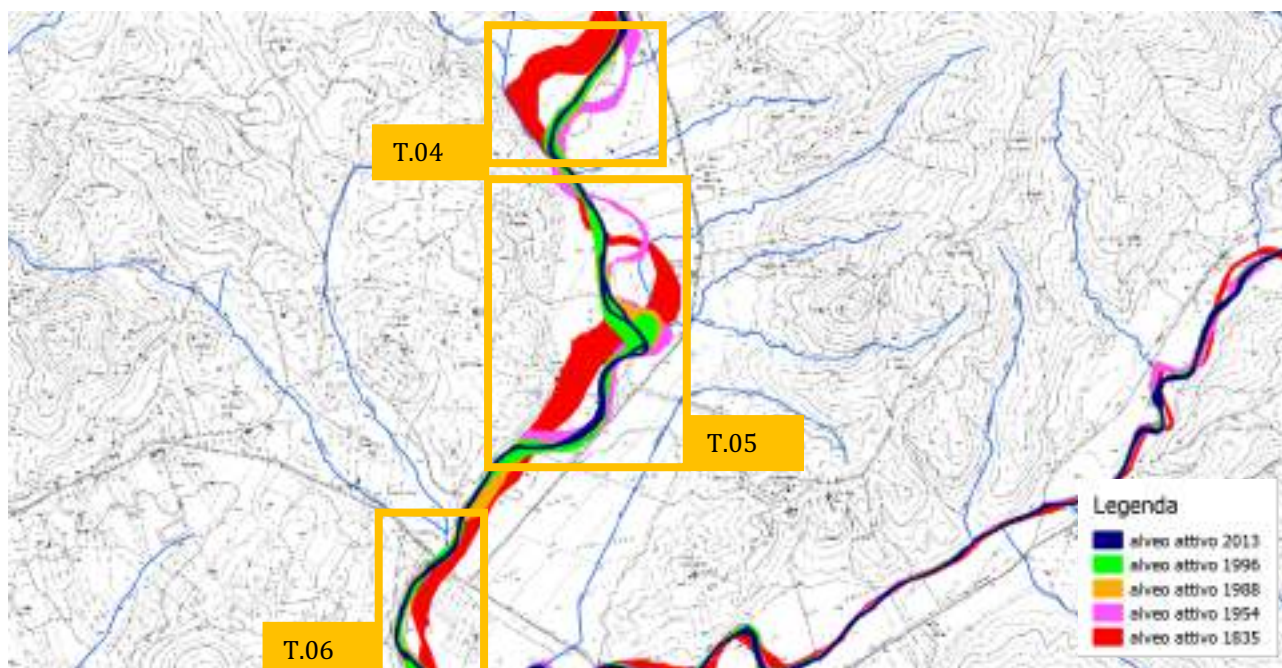 T.04
T.05
T.06
Legenda
alveo attivo 2013
alveo attivo 1996
alveo attivo 1988
alveo attivo 1954
alveo attivo 1835